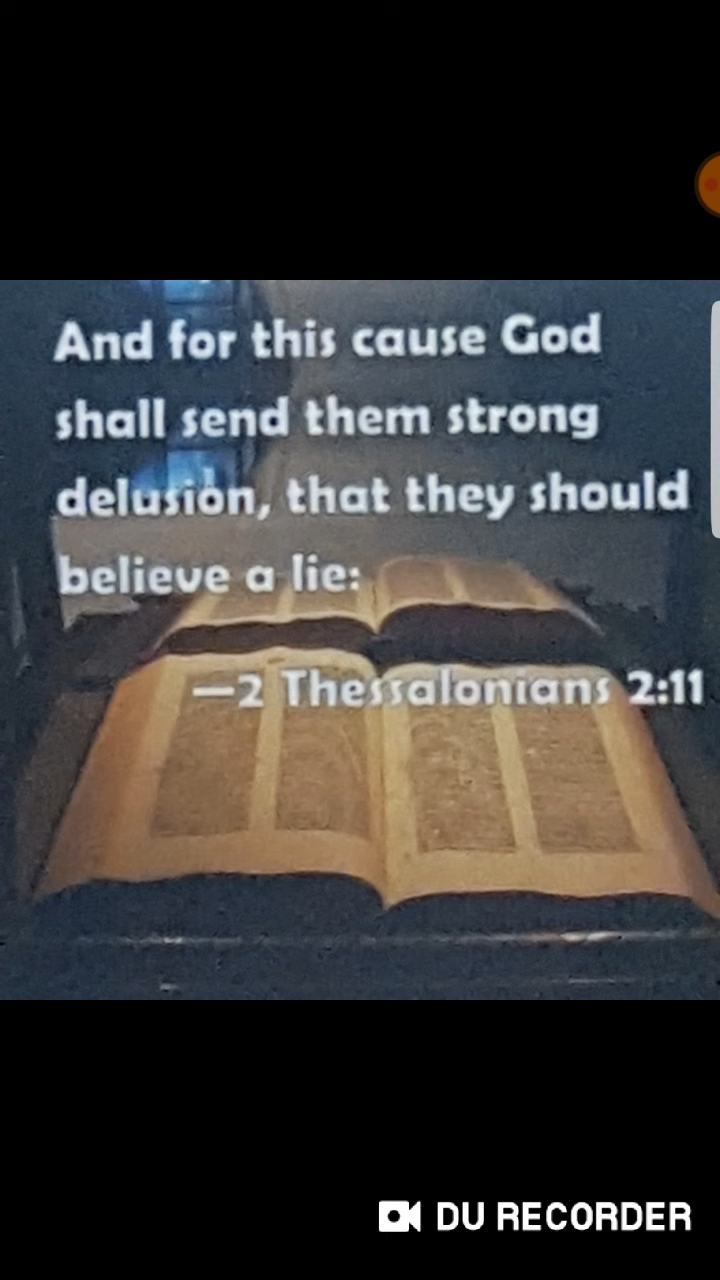 And for this cause God
shall send them strong
delusion, that they should
believe a lie:
—2 Thessalonians 2:11
DU RECORDER